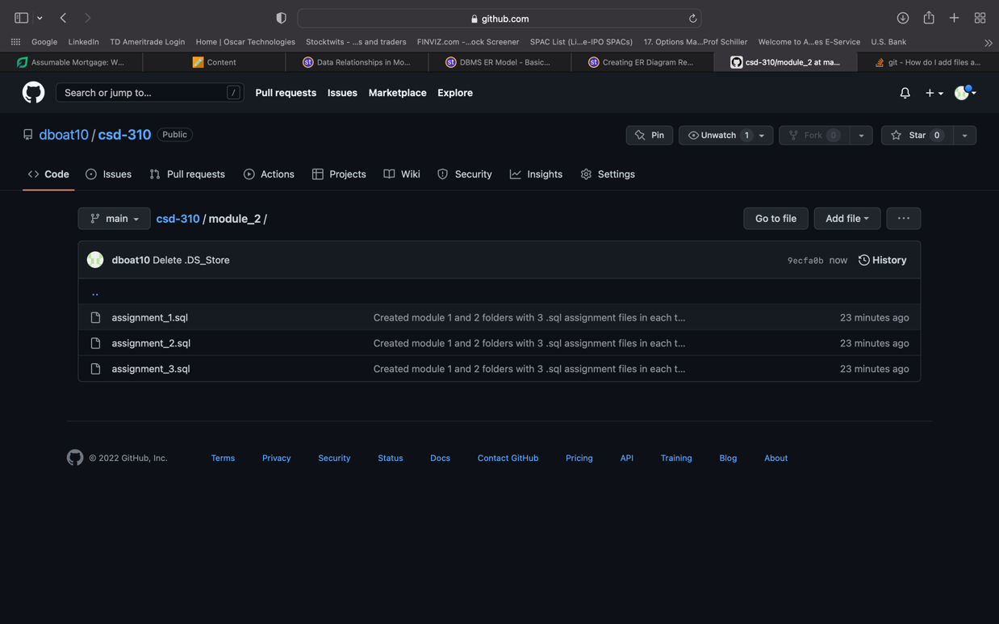 github.com
Google LinkedIn TD Ameritrade Login Home | Oscar Technologies Stocktwits - ...s and traders FINVIZ.com -...ock Screener SPAC List (Li...e-IPO SPACs) 17. Options Ma...Prof Schiller Welcome to A...es E-Service U.S. Bank
Assumable Mortgage: W... Content st Data Relationships in Mo... st DBMS ER Model - Basic... st Creating ER Diagram Re... csd-310/module_2 at ma... git - How do I add files a...
Search or jump to... / Pull requests Issues Marketplace Explore
dboat10 / csd-310 Public Pin Unwatch 1 Fork 0 Star 0
Code Issues Pull requests Actions Projects Wiki Security Insights Settings
main csd-310 / module_2 / Go to file Add file ...
dboat10 Delete .DS_Store 9ecfa0b now History
..
assignment_1.sql Created module 1 and 2 folders with 3 .sql assignment files in each t... 23 minutes ago
assignment_2.sql Created module 1 and 2 folders with 3 .sql assignment files in each t... 23 minutes ago
assignment_3.sql Created module 1 and 2 folders with 3 .sql assignment files in each t... 23 minutes ago
© 2022 GitHub, Inc. Terms Privacy Security Status Docs Contact GitHub Pricing API Training Blog About